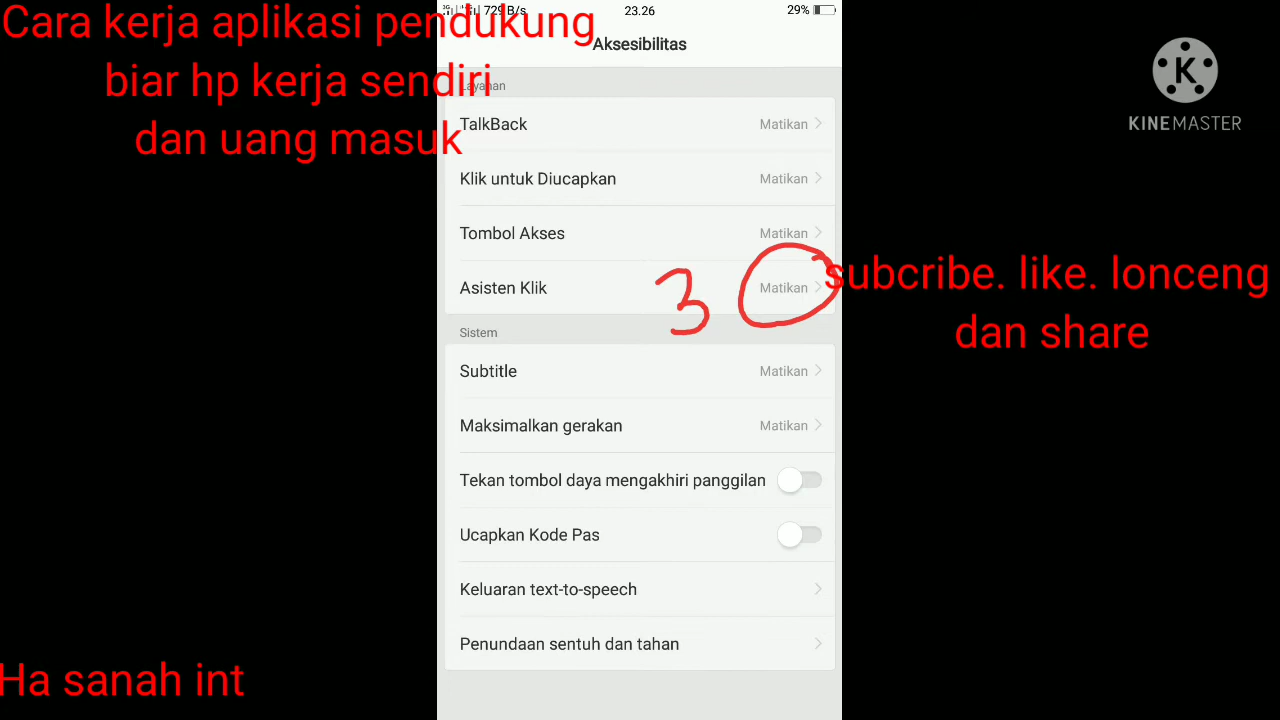 Cara kerja aplikasi pendukung
biar hp kerja sendiri
dan uang masuk
729 B/s
23.26
29%
Aksesibilitas
KINEMASTER
Layanan
TalkBack Matikan
Klik untuk Diucapkan Matikan
Tombol Akses Matikan
Asisten Klik 3 Matikan
subcribe. like. lonceng
dan share
Sistem
Subtitle Matikan
Maksimalkan gerakan Matikan
Tekan tombol daya mengakhiri panggilan
Ucapkan Kode Pas
Keluaran text-to-speech
Penundaan sentuh dan tahan
Ha sanah int